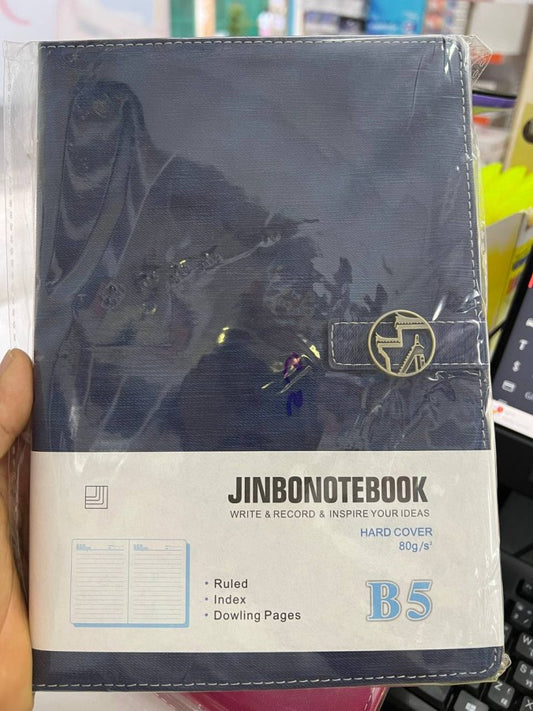 JINBONOTEBOOK
WRITE & RECORD & INSPIRE YOUR IDEAS
HARD COVER
80g/s²
• Ruled
• Index
• Dowling Pages
B5